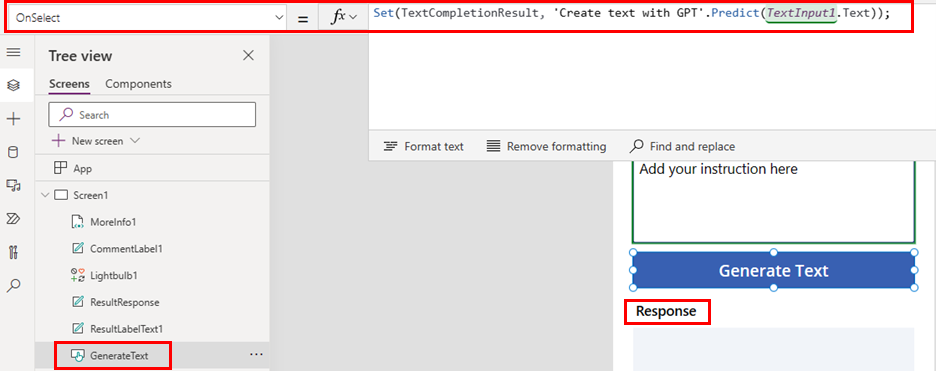 OnSelect
=
fx
Set(TextCompletionResult, 'Create text with GPT'.Predict(TextInput1.Text));
Tree view
Screens Components
Search
New screen
App
Screen1
MoreInfo1
CommentLabel1
Lightbulb1
ResultResponse
ResultLabelText1
GenerateText
Format text Remove formatting Find and replace
Add your instruction here
Generate Text
Response